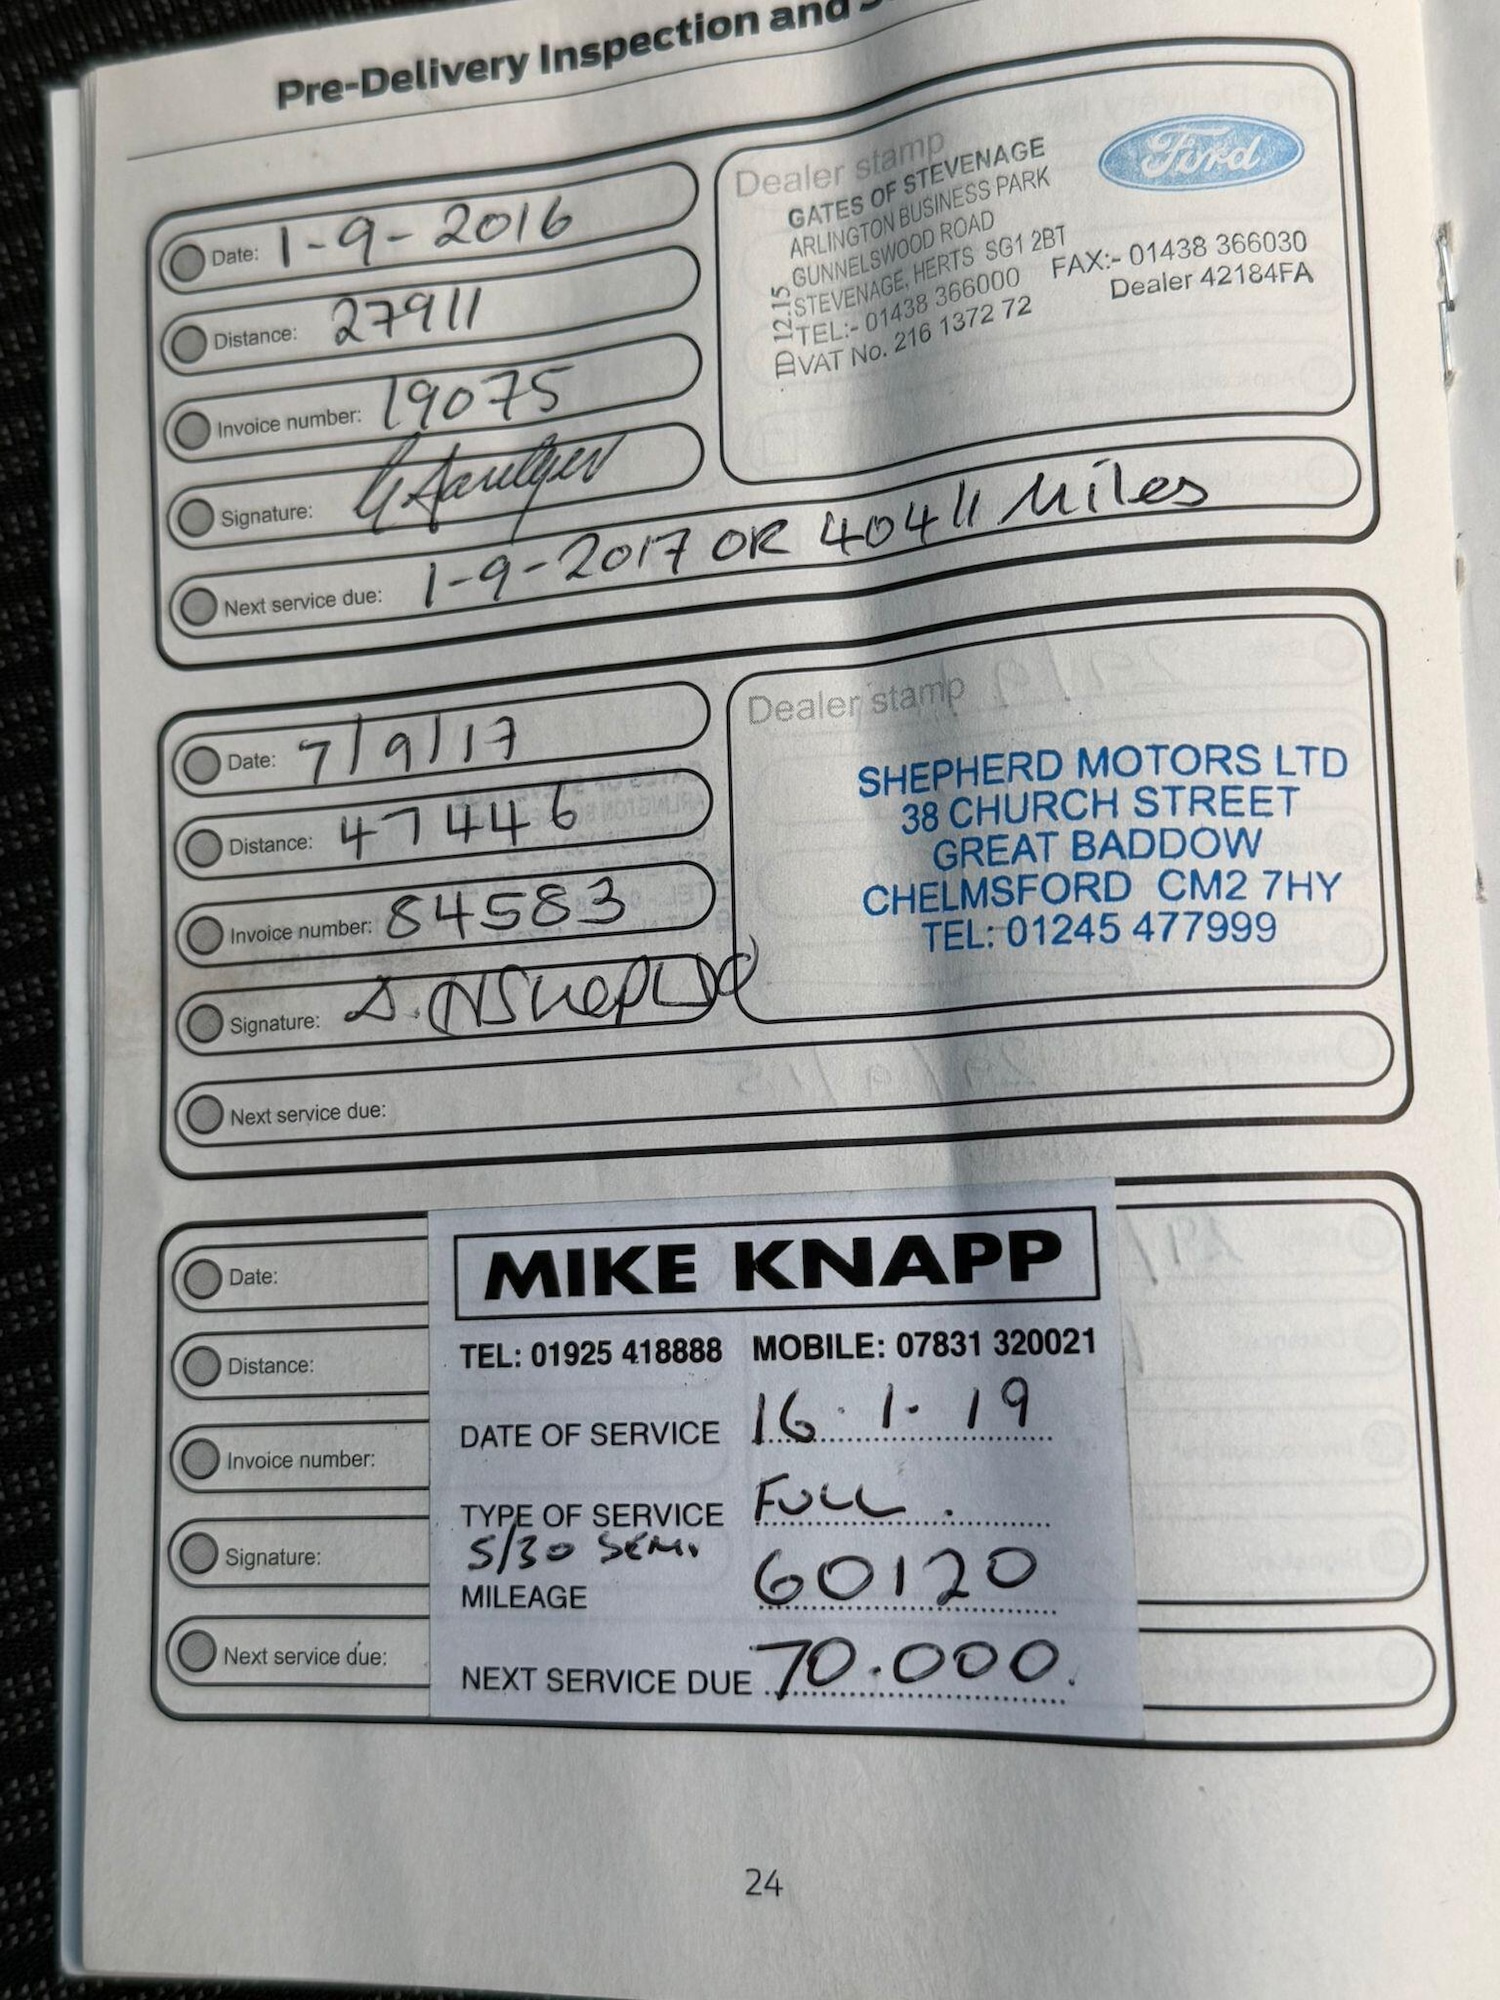 Pre-Delivery Inspection and
Date: 1-9-2016
Distance: 27911
Invoice number: 19075
Signature:
Next service due: 1-9-2017 OR 40411 Miles
Dealer stamp
Ford
GATES OF STEVENAGE
ARLINGTON BUSINESS PARK
GUNNELSWOOD ROAD
STEVENAGE, HERTS SG1 2BT
TEL:- 01438 366000 FAX:- 01438 366030
VAT No. 216 1372 72 Dealer 42184FA
12.15
Date: 7/9/17
Distance: 47446
Invoice number: 84583
Signature:
Next service due:
Dealer stamp
SHEPHERD MOTORS LTD
38 CHURCH STREET
GREAT BADDOW
CHELMSFORD CM2 7HY
TEL: 01245 477999
Date:
Distance:
Invoice number:
Signature:
Next service due:
MIKE KNAPP
TEL: 01925 418888 MOBILE: 07831 320021
DATE OF SERVICE 16.1.19
TYPE OF SERVICE FULL.
5/30 SEMI
MILEAGE 60120
NEXT SERVICE DUE 70.000.
24